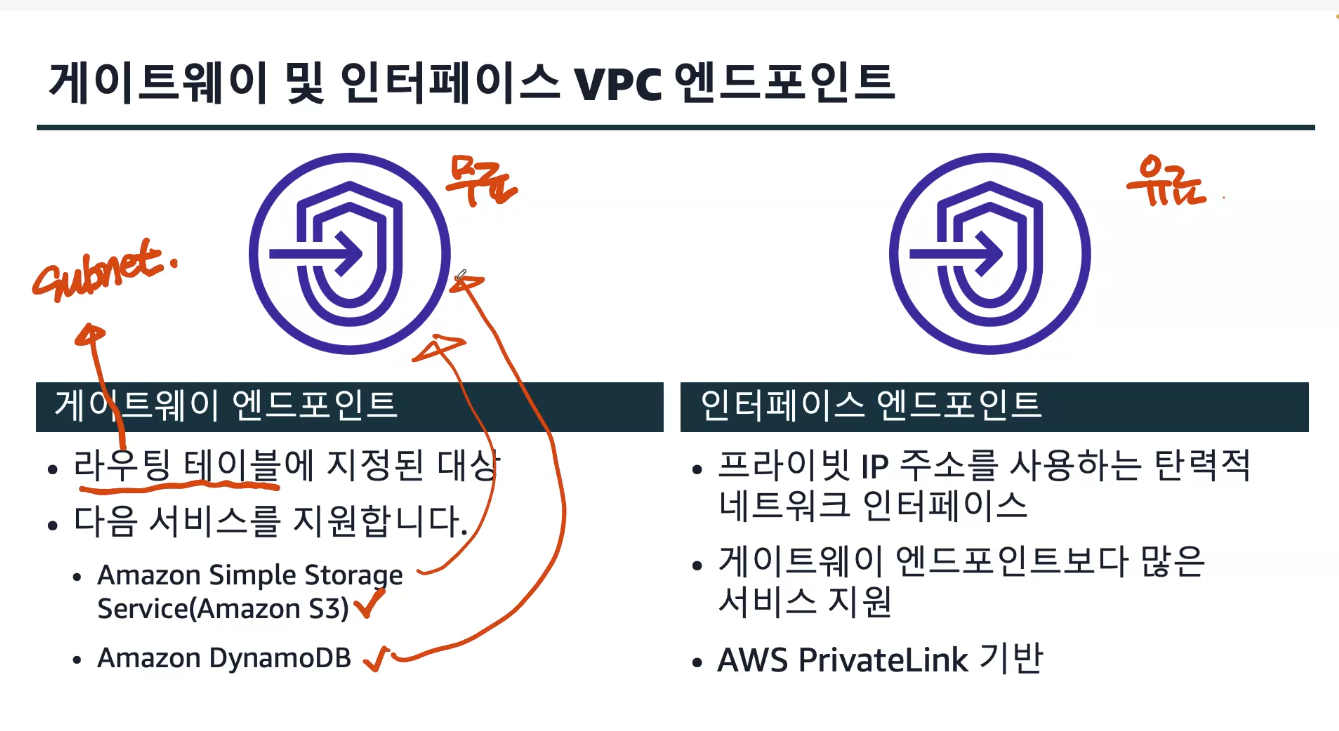 게이트웨이 및 인터페이스 VPC 엔드포인트
무료
유료
Subnet.
게이트웨이 엔드포인트
• 라우팅 테이블에 지정된 대상
• 다음 서비스를 지원합니다.
• Amazon Simple Storage
Service(Amazon S3)
• Amazon DynamoDB
인터페이스 엔드포인트
• 프라이빗 IP 주소를 사용하는 탄력적
네트워크 인터페이스
• 게이트웨이 엔드포인트보다 많은
서비스 지원
• AWS PrivateLink 기반